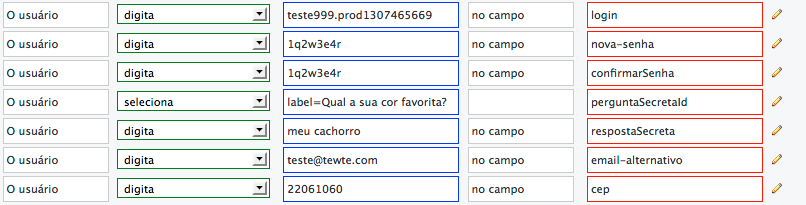 O usuário digita teste999.prod1307465669 no campo login
O usuário digita 1q2w3e4r no campo nova-senha
O usuário digita 1q2w3e4r no campo confirmarSenha
O usuário seleciona label=Qual a sua cor favorita? perguntaSecretaId
O usuário digita meu cachorro no campo respostaSecreta
O usuário digita teste@tewte.com no campo email-alternativo
O usuário digita 22061060 no campo cep